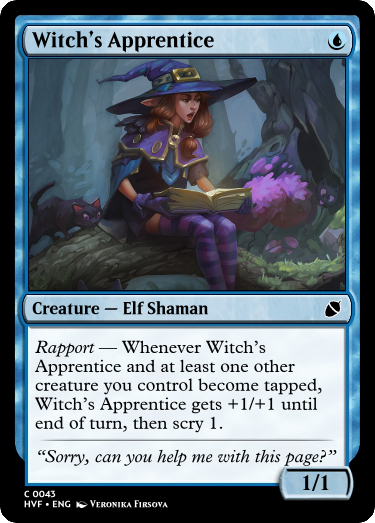 Witch's Apprentice
Creature — Elf Shaman
Rapport — Whenever Witch's
Apprentice and at least one other
creature you control become tapped,
Witch's Apprentice gets +1/+1 until
end of turn, then scry 1.
“Sorry, can you help me with this page?”
1/1
C 0043
HVF • ENG Veronika Firsova